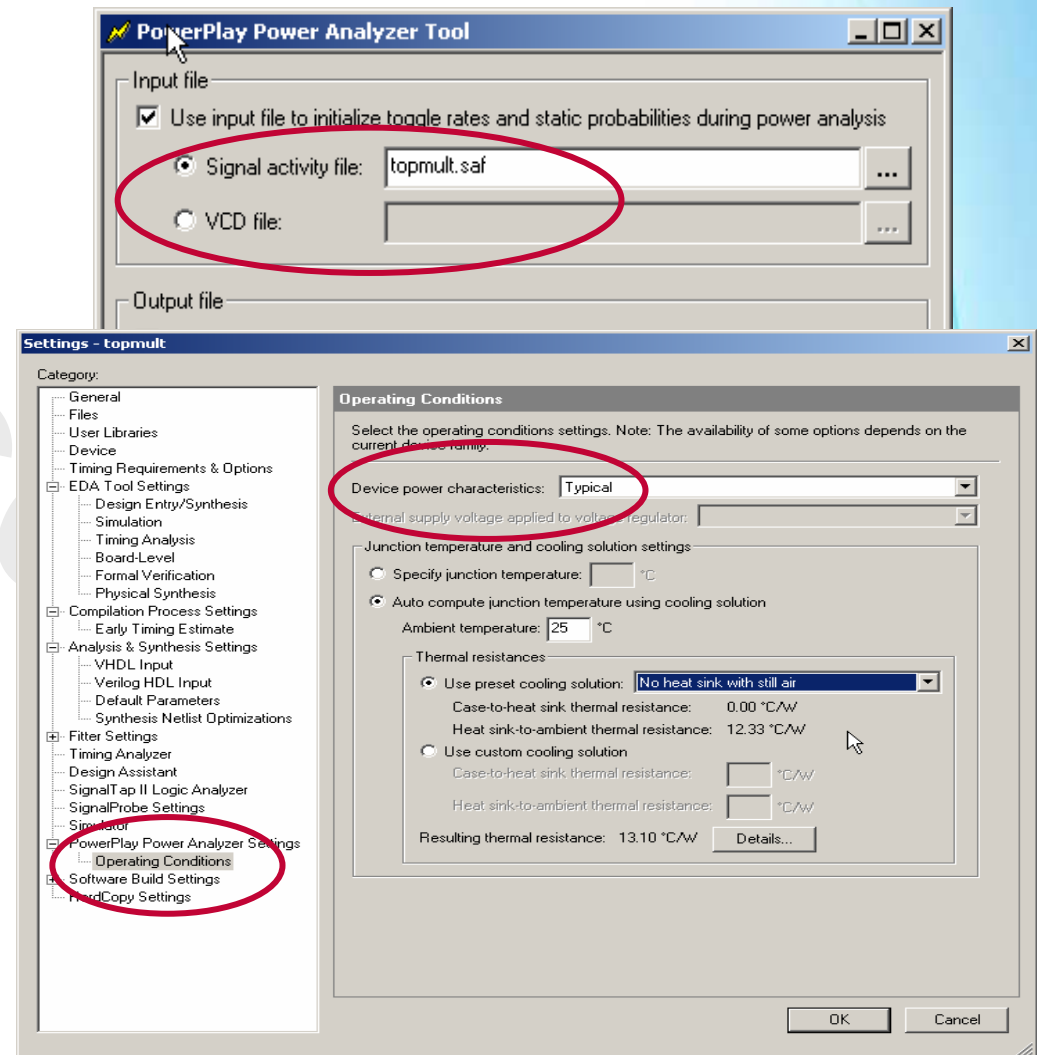 PowerPlay Power Analyzer Tool
Input file
Use input file to initialize toggle rates and static probabilities during power analysis
Signal activity file: topmult.saf ...
VCD file: ...
Output file
Settings - topmult
Category:
General
Files
User Libraries
Device
Timing Requirements & Options
EDA Tool Settings
Design Entry/Synthesis
Simulation
Timing Analysis
Board-Level
Formal Verification
Physical Synthesis
Compilation Process Settings
Early Timing Estimate
Analysis & Synthesis Settings
VHDL Input
Verilog HDL Input
Default Parameters
Synthesis Netlist Optimizations
Fitter Settings
Timing Analyzer
Design Assistant
SignalTap II Logic Analyzer
SignalProbe Settings
Simulator
PowerPlay Power Analyzer Settings
Operating Conditions
Software Build Settings
HardCopy Settings
Operating Conditions
Select the operating conditions settings. Note: The availability of some options depends on the
current device family.
Device power characteristics: Typical
External supply voltage applied to voltage regulator:
Junction temperature and cooling solution settings
Specify junction temperature: °C
Auto compute junction temperature using cooling solution
Ambient temperature: 25 °C
Thermal resistances
Use preset cooling solution: No heat sink with still air
Case-to-heat sink thermal resistance: 0.00 °C/W
Heat sink-to-ambient thermal resistance: 12.33 °C/W
Use custom cooling solution
Case-to-heat sink thermal resistance: °C/W
Heat sink-to-ambient thermal resistance: °C/W
Resulting thermal resistance: 13.10 °C/W Details...
OK Cancel